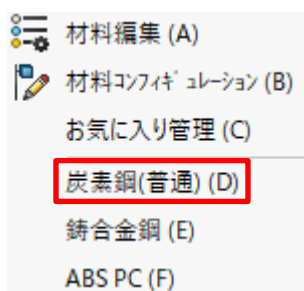 材料編集 (A)
材料ｺﾝﾌｨｷﾞｭﾚｰｼｮﾝ (B)
お気に入り管理 (C)
炭素鋼(普通) (D)
鋳合金鋼 (E)
ABS PC (F)